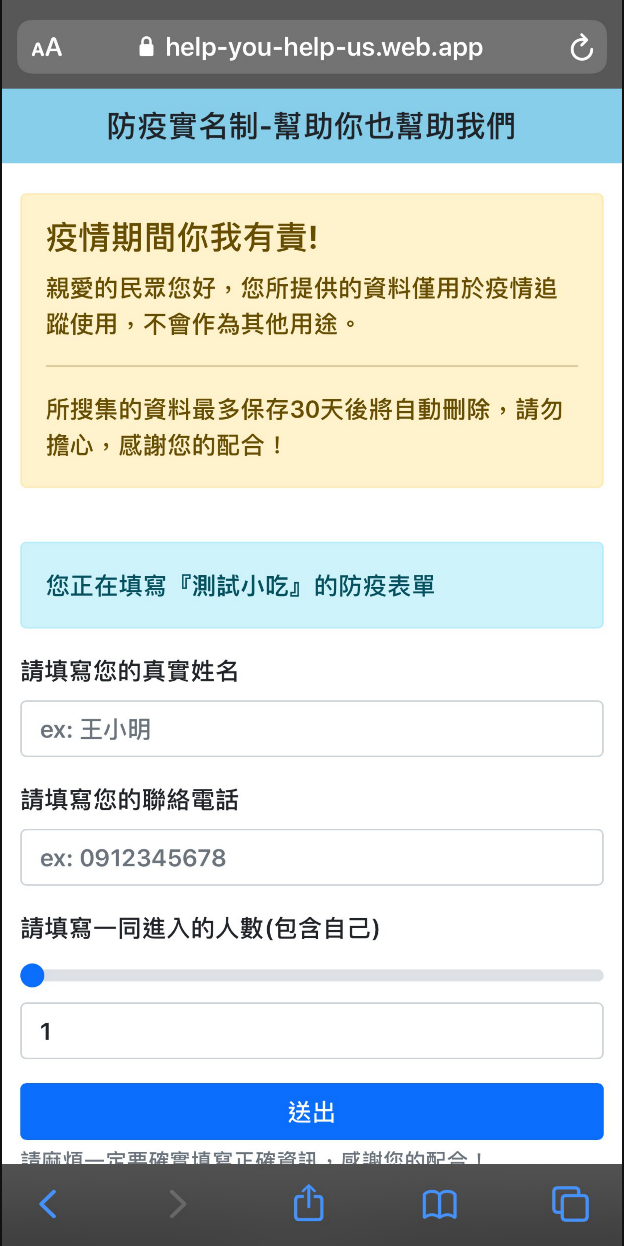 AA
help-you-help-us.web.app
防疫實名制-幫助你也幫助我們
疫情期間你我有責!
親愛的民眾您好，您所提供的資料僅用於疫情追
蹤使用，不會作為其他用途。
所搜集的資料最多保存30天後將自動刪除，請勿
擔心，感謝您的配合！
您正在填寫『測試小吃』的防疫表單
請填寫您的真實姓名
ex: 王小明
請填寫您的聯絡電話
ex: 0912345678
請填寫一同進入的人數(包含自己)
1
送出
請麻煩一定要確實填寫正確資訊，感謝您的配合！